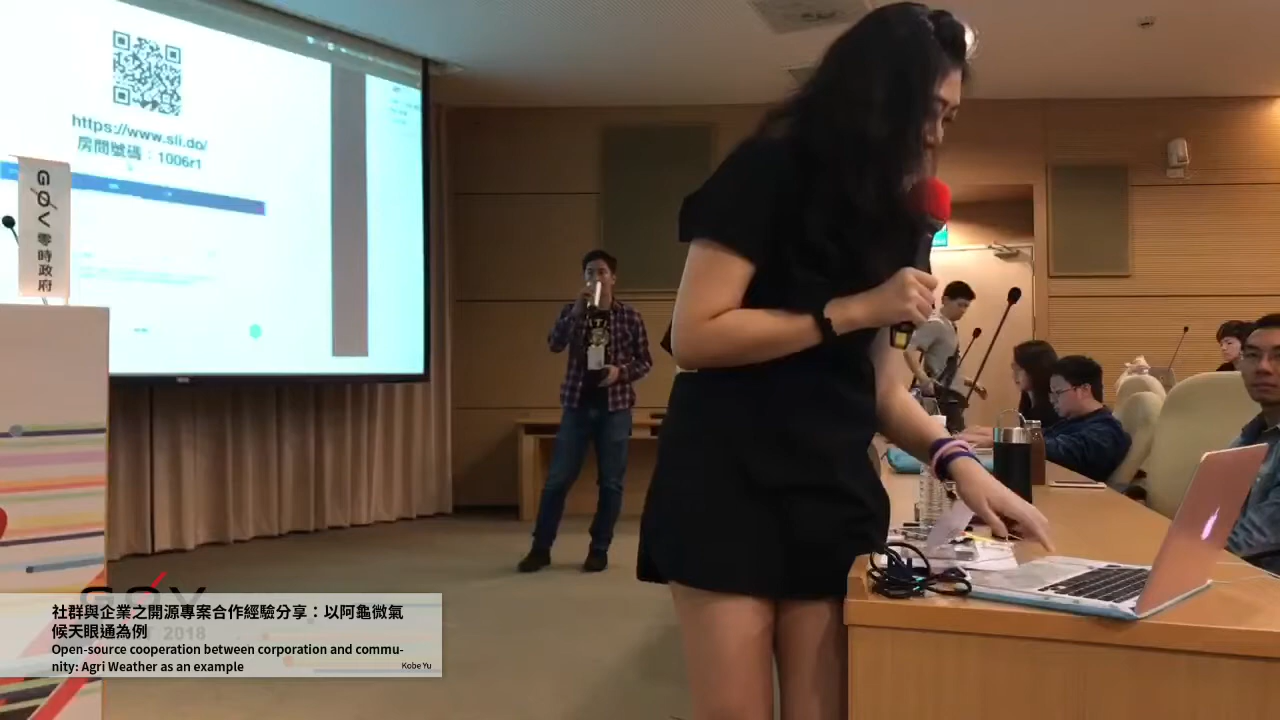 https://www.sli.do/
房間號碼：1006r1
G0V
零時政府
G0V
2018
社群與企業之開源專案合作經驗分享：以阿龜微氣
候天眼通為例
Open-source cooperation between corporation and commu-
nity: Agri Weather as an example
Kobe Yu